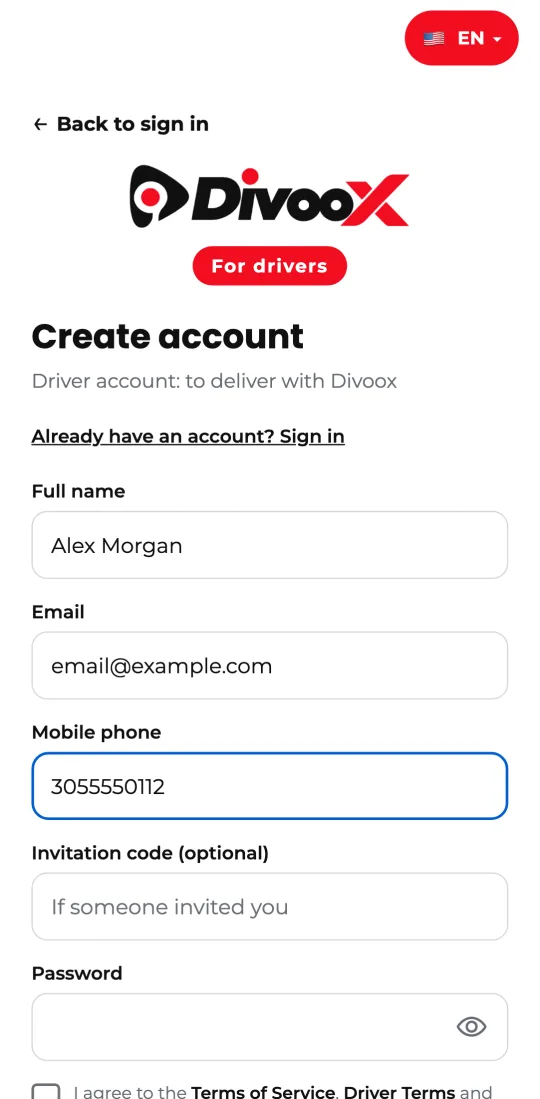 EN
← Back to sign in
DivooX
For drivers
Create account
Driver account: to deliver with Divoox
Already have an account? Sign in
Full name
Alex Morgan
Email
email@example.com
Mobile phone
3055550112
Invitation code (optional)
If someone invited you
Password
I agree to the Terms of Service, Driver Terms and